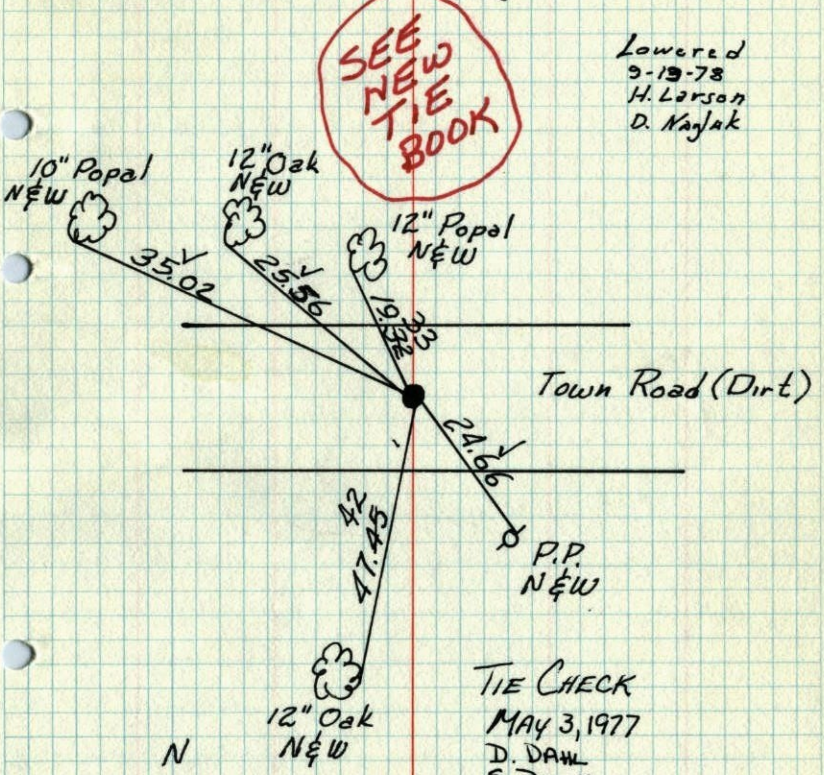 SEE
NEW
TIE
BOOK
Lowered
9-19-78
H. Larson
10" Popal
N&W
12" Oak
N&W
12" Popal
N&W
35.02
25.56
33
19.32
Town Road (Dirt)
24.66
42
47.45
P.P.
N&W
12" Oak
N&W
TIE CHECK
MAY 3, 1977
D. DAHL
N